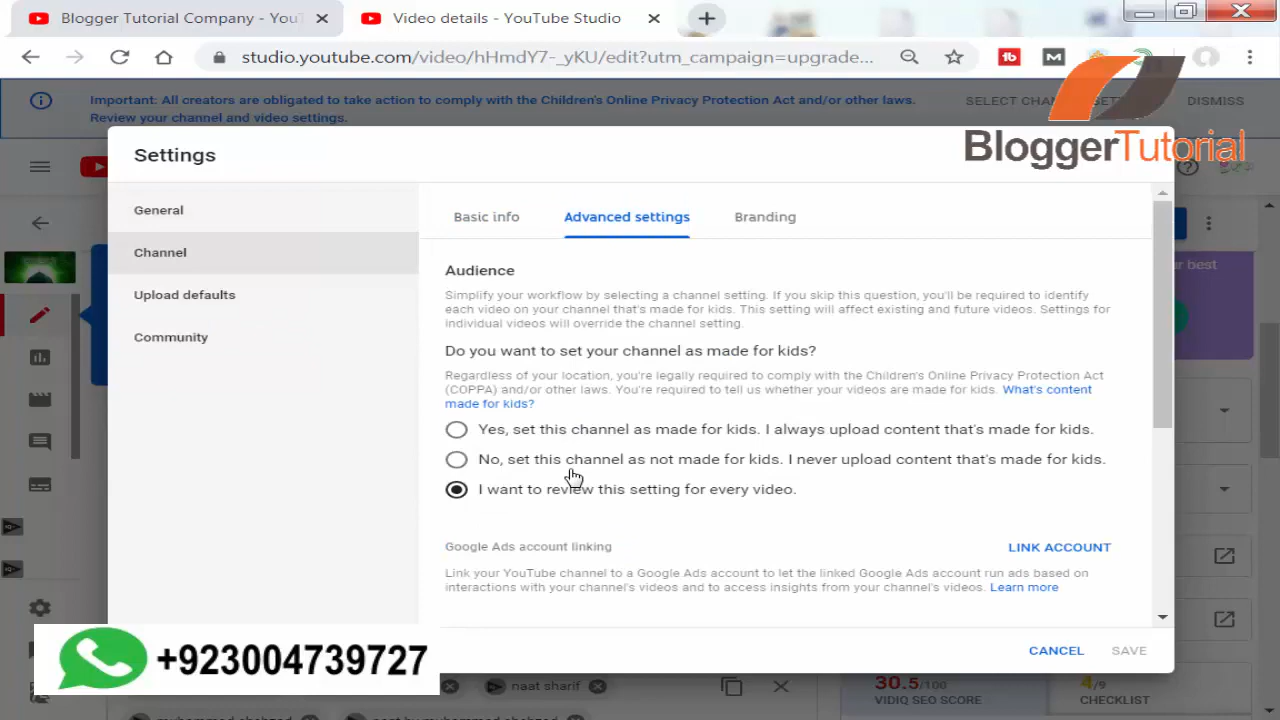 Blogger Tutorial Company - YouT
Video details - YouTube Studio
studio.youtube.com/video/hHmdY7-_yKU/edit?utm_campaign=upgrade...
Important: All creators are obligated to take action to comply with the Children's Online Privacy Protection Act and/or other laws.
Review your channel and video settings.
DISMISS
BloggerTutorial
Settings
General
Channel
Upload defaults
Community
Basic info
Advanced settings
Branding
Audience
Simplify your workflow by selecting a channel setting. If you skip this question, you'll be required to identify
each video on your channel that's made for kids. This setting will affect existing and future videos. Settings for
individual videos will override the channel setting.
Do you want to set your channel as made for kids?
Regardless of your location, you're legally required to comply with the Children's Online Privacy Protection Act
(COPPA) and/or other laws. You're required to tell us whether your videos are made for kids. What's content
made for kids?
Yes, set this channel as made for kids. I always upload content that's made for kids.
No, set this channel as not made for kids. I never upload content that's made for kids.
I want to review this setting for every video.
Google Ads account linking
LINK ACCOUNT
Link your YouTube channel to a Google Ads account to let the linked Google Ads account run ads based on
interactions with your channel's videos and to access insights from your channel's videos. Learn more
CANCEL
SAVE
ur best
+923004739727
naat sharif
30.5/100
VIDIQ SEO SCORE
4/9
CHECKLIST